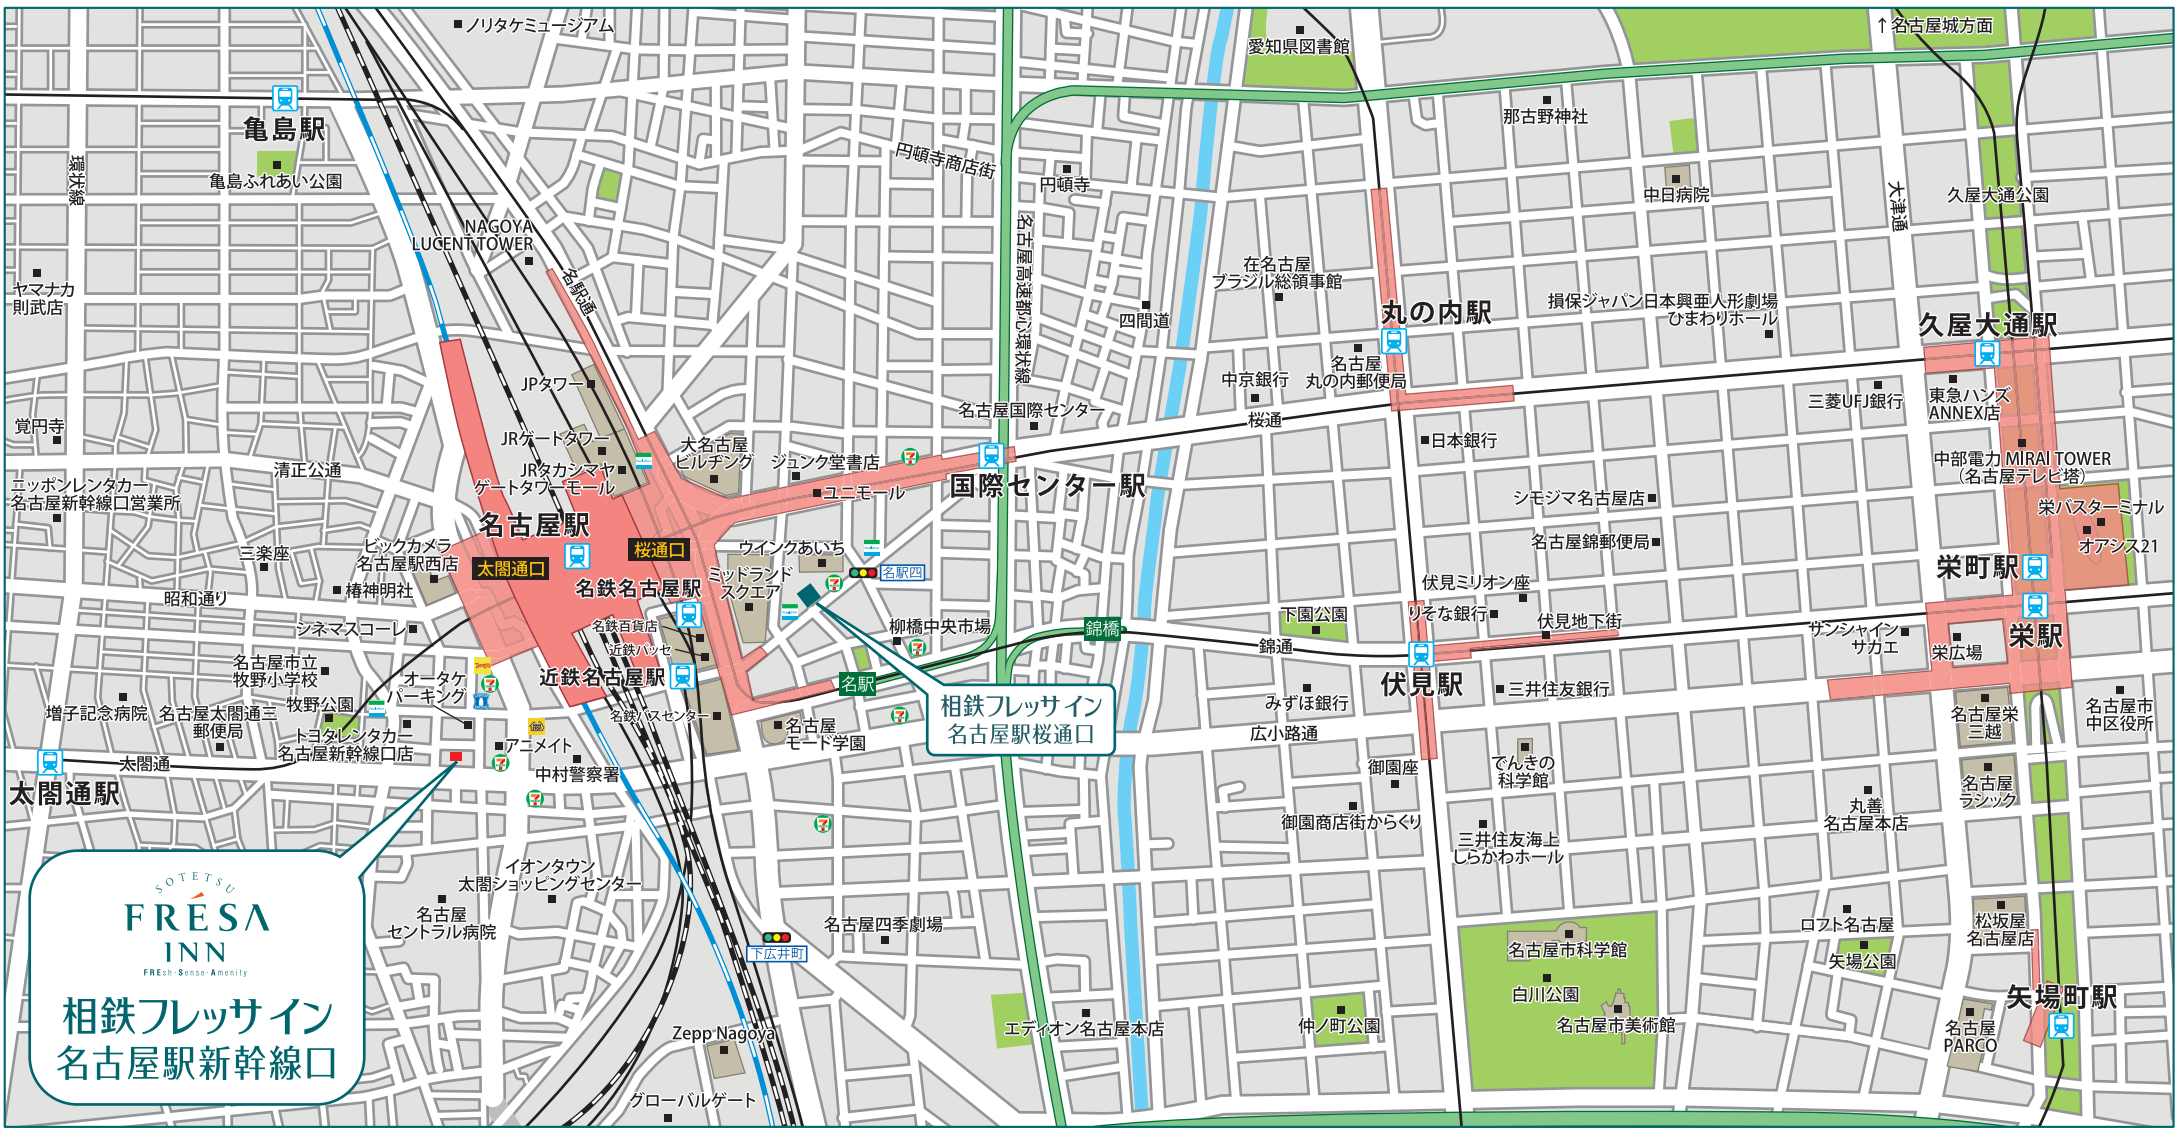 ノリタケミュージアム
愛知県図書館
↑名古屋城方面
亀島駅
那古野神社
環状線
亀島ふれあい公園
円頓寺商店街
円頓寺
中日病院
大津通
久屋大通公園
NAGOYA
LUCENT TOWER
名古屋高速都心環状線
名駅通
在名古屋
ブラジル総領事館
ヤマナカ
則武店
四間道
丸の内駅
損保ジャパン日本興亜人形劇場
ひまわりホール
久屋大通駅
JPタワー
名古屋
丸の内郵便局
中京銀行
三菱UFJ銀行
東急ハンズ
ANNEX店
名古屋国際センター
桜通
覚円寺
JRゲートタワー
大名古屋
ビルヂング
日本銀行
清正公通
JRタカシマヤ
ゲートタワーモール
ジュンク堂書店
中部電力 MIRAI TOWER
（名古屋テレビ塔）
ニッポンレンタカー
名古屋新幹線口営業所
ユニモール
国際センター駅
シモジマ名古屋店
栄バスターミナル
名古屋駅
桜通口
太閤通口
三楽座
ビックカメラ
名古屋駅西店
ウインクあいち
名駅四
名古屋錦郵便局
オアシス21
栄町駅
名鉄名古屋駅
ミッドランド
スクエア
椿神明社
昭和通り
伏見ミリオン座
りそな銀行
伏見地下街
下園公園
シネマスコーレ
名鉄百貨店
近鉄パッセ
柳橋中央市場
錦橋
錦通
サンシャイン
サカエ
栄広場
栄駅
名古屋市立
牧野小学校
オータケ
パーキング
近鉄名古屋駅
名駅
伏見駅
三井住友銀行
みずほ銀行
増子記念病院
名古屋太閤通三
郵便局
牧野公園
名鉄バスセンター
名古屋
モード学園
相鉄フレッサイン
名古屋駅桜通口
広小路通
名古屋栄
三越
名古屋市
中区役所
トヨタレンタカー
名古屋新幹線口店
アニメイト
中村警察署
太閤通
太閤通駅
御園座
でんきの
科学館
名古屋
ラシック
御園商店街からくり
丸善
名古屋本店
三井住友海上
しらかわホール
イオンタウン
太閤ショッピングセンター
SOTETSU
FRESA
INN
FREsh・Sense・Amenity
相鉄フレッサイン
名古屋駅新幹線口
名古屋
セントラル病院
名古屋四季劇場
下広井町
名古屋市科学館
ロフト名古屋
松坂屋
名古屋店
矢場公園
白川公園
矢場町駅
Zepp Nagoya
エディオン名古屋本店
仲ノ町公園
名古屋市美術館
名古屋
PARCO
グローバルゲート